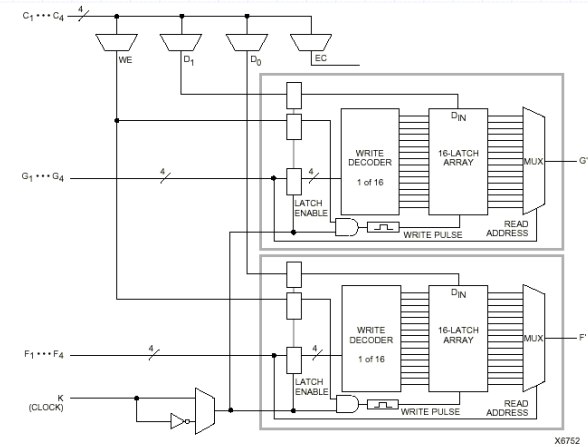 C1 ••• C4
4
WE
D1
D0
EC
DIN
WRITE
DECODER
1 of 16
16-LATCH
ARRAY
MUX
G'
G1 ••• G4
4
4
LATCH
ENABLE
WRITE PULSE
READ
ADDRESS
DIN
WRITE
DECODER
1 of 16
16-LATCH
ARRAY
MUX
F'
F1 ••• F4
4
4
LATCH
ENABLE
K
(CLOCK)
WRITE PULSE
READ
ADDRESS
X6752